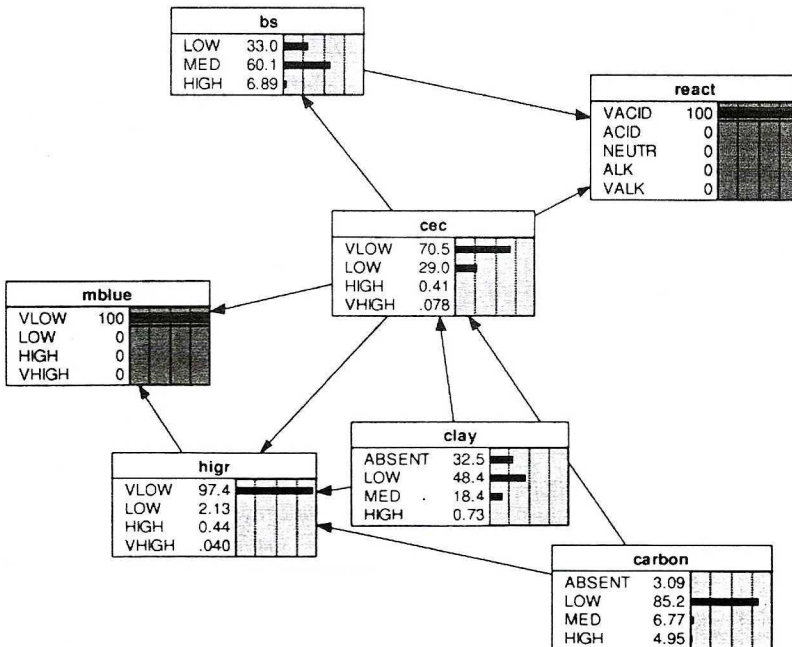 bs
LOW 33.0
MED 60.1
HIGH 6.89
react
VACID 100
ACID 0
NEUTR 0
ALK 0
VALK 0
cec
VLOW 70.5
LOW 29.0
HIGH 0.41
VHIGH .078
mblue
VLOW 100
LOW 0
HIGH 0
VHIGH 0
clay
ABSENT 32.5
LOW 48.4
MED 18.4
HIGH 0.73
higr
VLOW 97.4
LOW 2.13
HIGH 0.44
VHIGH .040
carbon
ABSENT 3.09
LOW 85.2
MED 6.77
HIGH 4.95